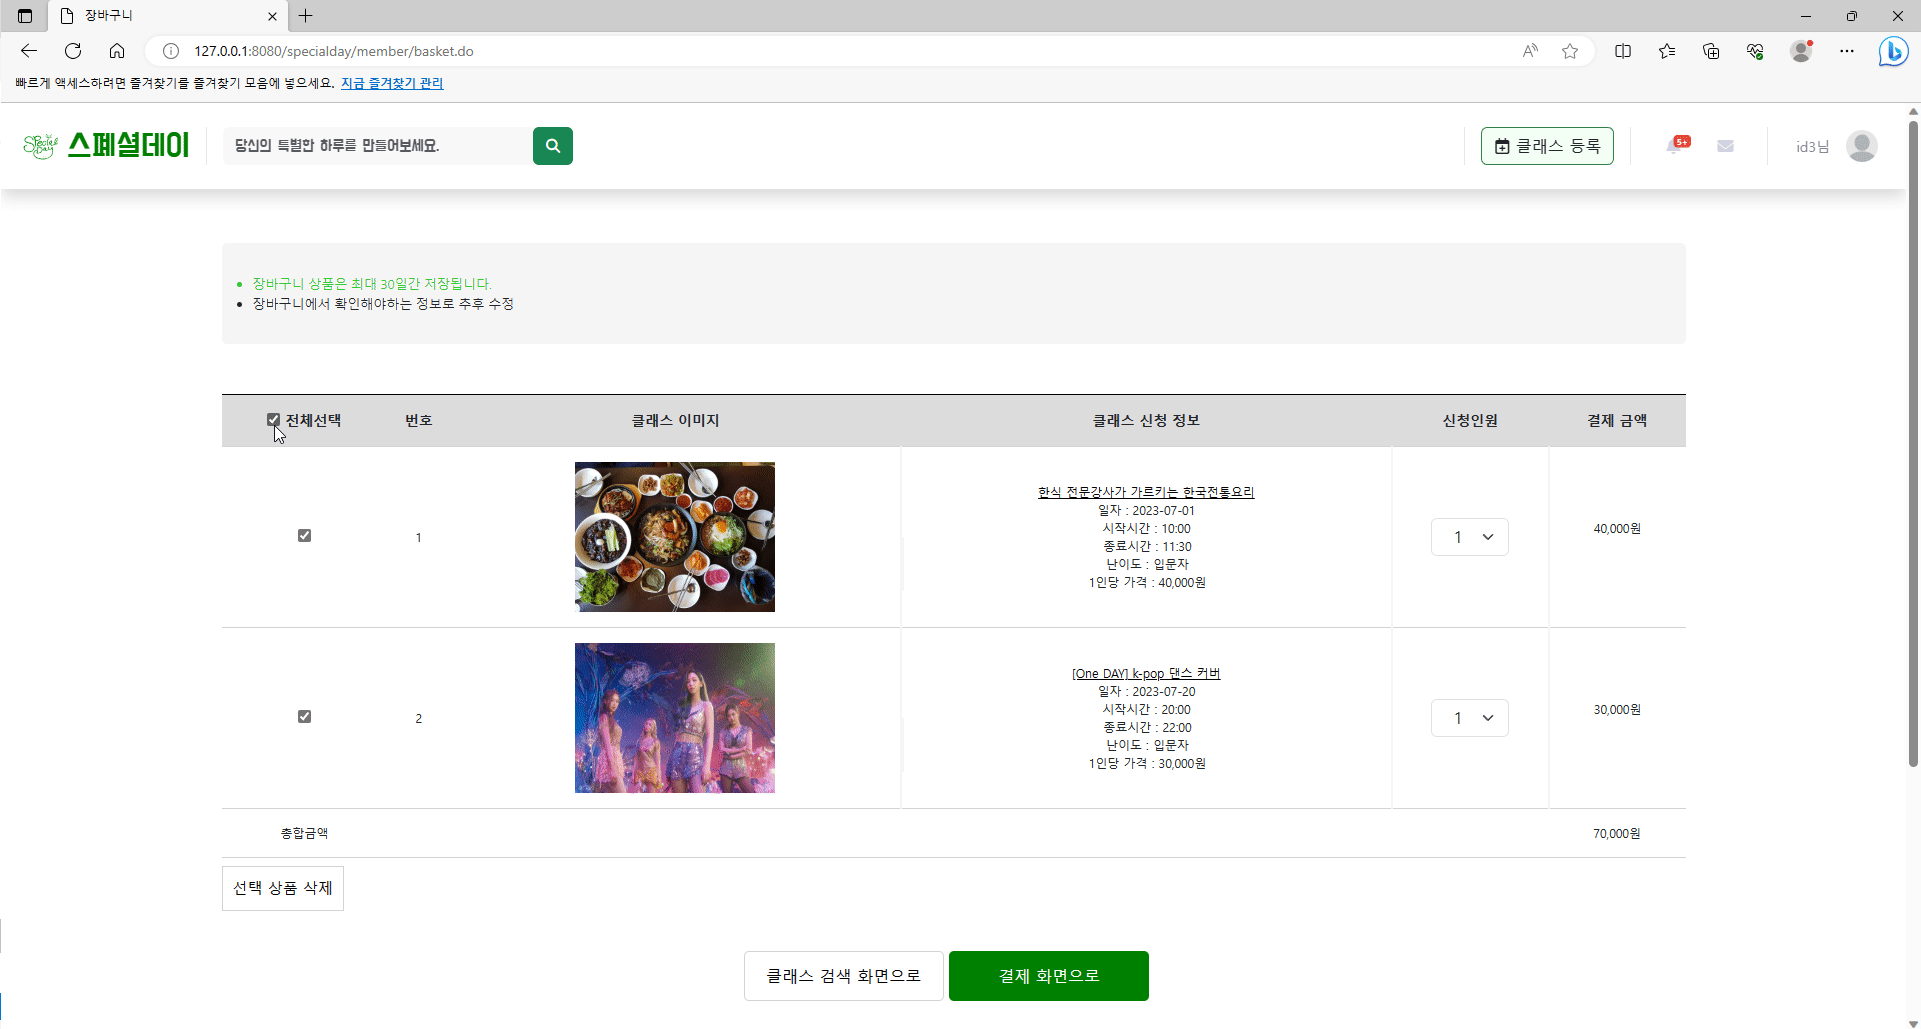 장바구니
127.0.0.1:8080/specialday/member/basket.do
빠르게 액세스하려면 즐겨찾기를 즐겨찾기 모음에 넣으세요. 지금 즐겨찾기 관리
Special Day 스페셜데이 당신의 특별한 하루를 만들어보세요. 클래스 등록 5+ id3님
장바구니 상품은 최대 30일간 저장됩니다.
장바구니에서 확인해야하는 정보로 추후 수정
전체선택 번호 클래스 이미지 클래스 신청 정보 신청인원 결제 금액
한식 전문강사가 가르키는 한국전통요리
일자 : 2023-07-01
시작시간 : 10:00
종료시간 : 11:30
난이도 : 입문자
1인당 가격 : 40,000원
1 1 40,000원
[One DAY] k-pop 댄스 커버
일자 : 2023-07-20
시작시간 : 20:00
종료시간 : 22:00
난이도 : 입문자
1인당 가격 : 30,000원
2 1 30,000원
총합금액 70,000원
선택 상품 삭제
클래스 검색 화면으로 결제 화면으로